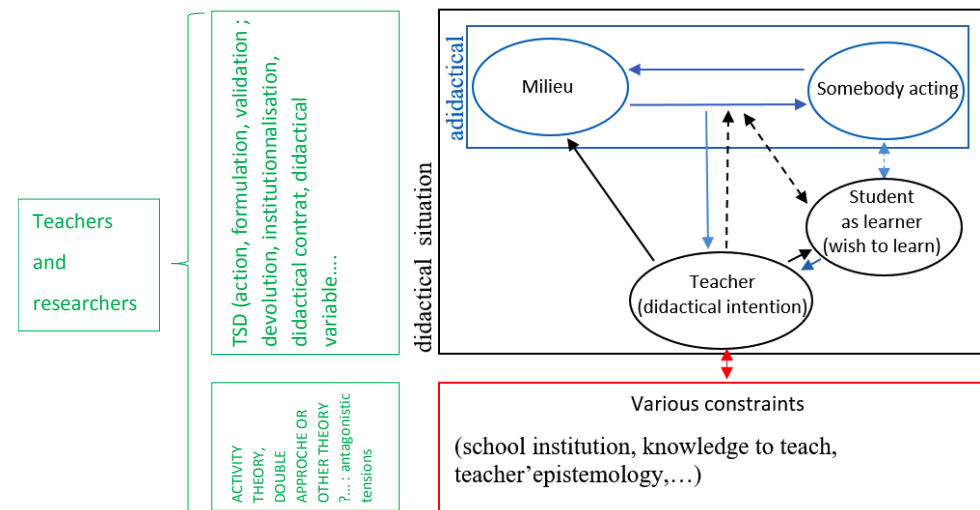 Teachers
and
researchers
TSD (action, formulation, validation ;
devolution, institutionnalisation,
didactical contrat, didactical
variable….
ACTIVITY
THEORY,
DOUBLE
APPROCHE OR
OTHER THEORY
?... : antagonistic
tensions
didactical situation
adidactical
Milieu
Somebody acting
Student
as learner
(wish to learn)
Teacher
(didactical intention)
Various constraints
(school institution, knowledge to teach,
teacher’epistemology,…)